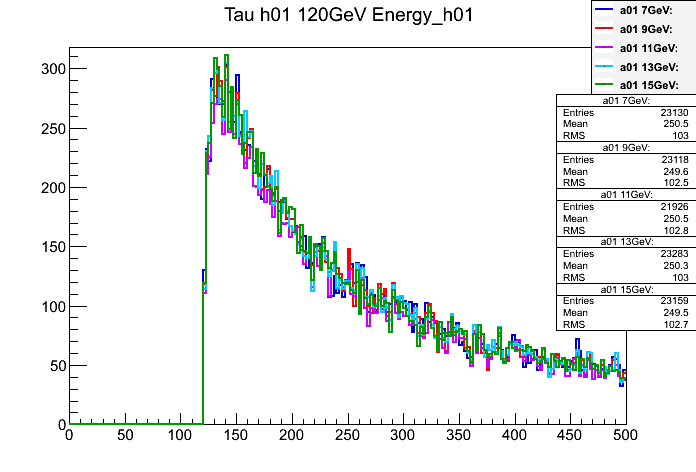 Tau h01 120GeV Energy_h01
a01 7GeV:
a01 9GeV:
a01 11GeV:
a01 13GeV:
a01 15GeV:
a01 7GeV:
Entries 23130
Mean 250.5
RMS 103
a01 9GeV:
Entries 23118
Mean 249.6
RMS 102.5
a01 11GeV:
Entries 21926
Mean 250.5
RMS 102.8
a01 13GeV:
Entries 23283
Mean 250.3
RMS 103
a01 15GeV:
Entries 23159
Mean 249.5
RMS 102.7
300
250
200
150
100
50
0
0 50 100 150 200 250 300 350 400 450 500